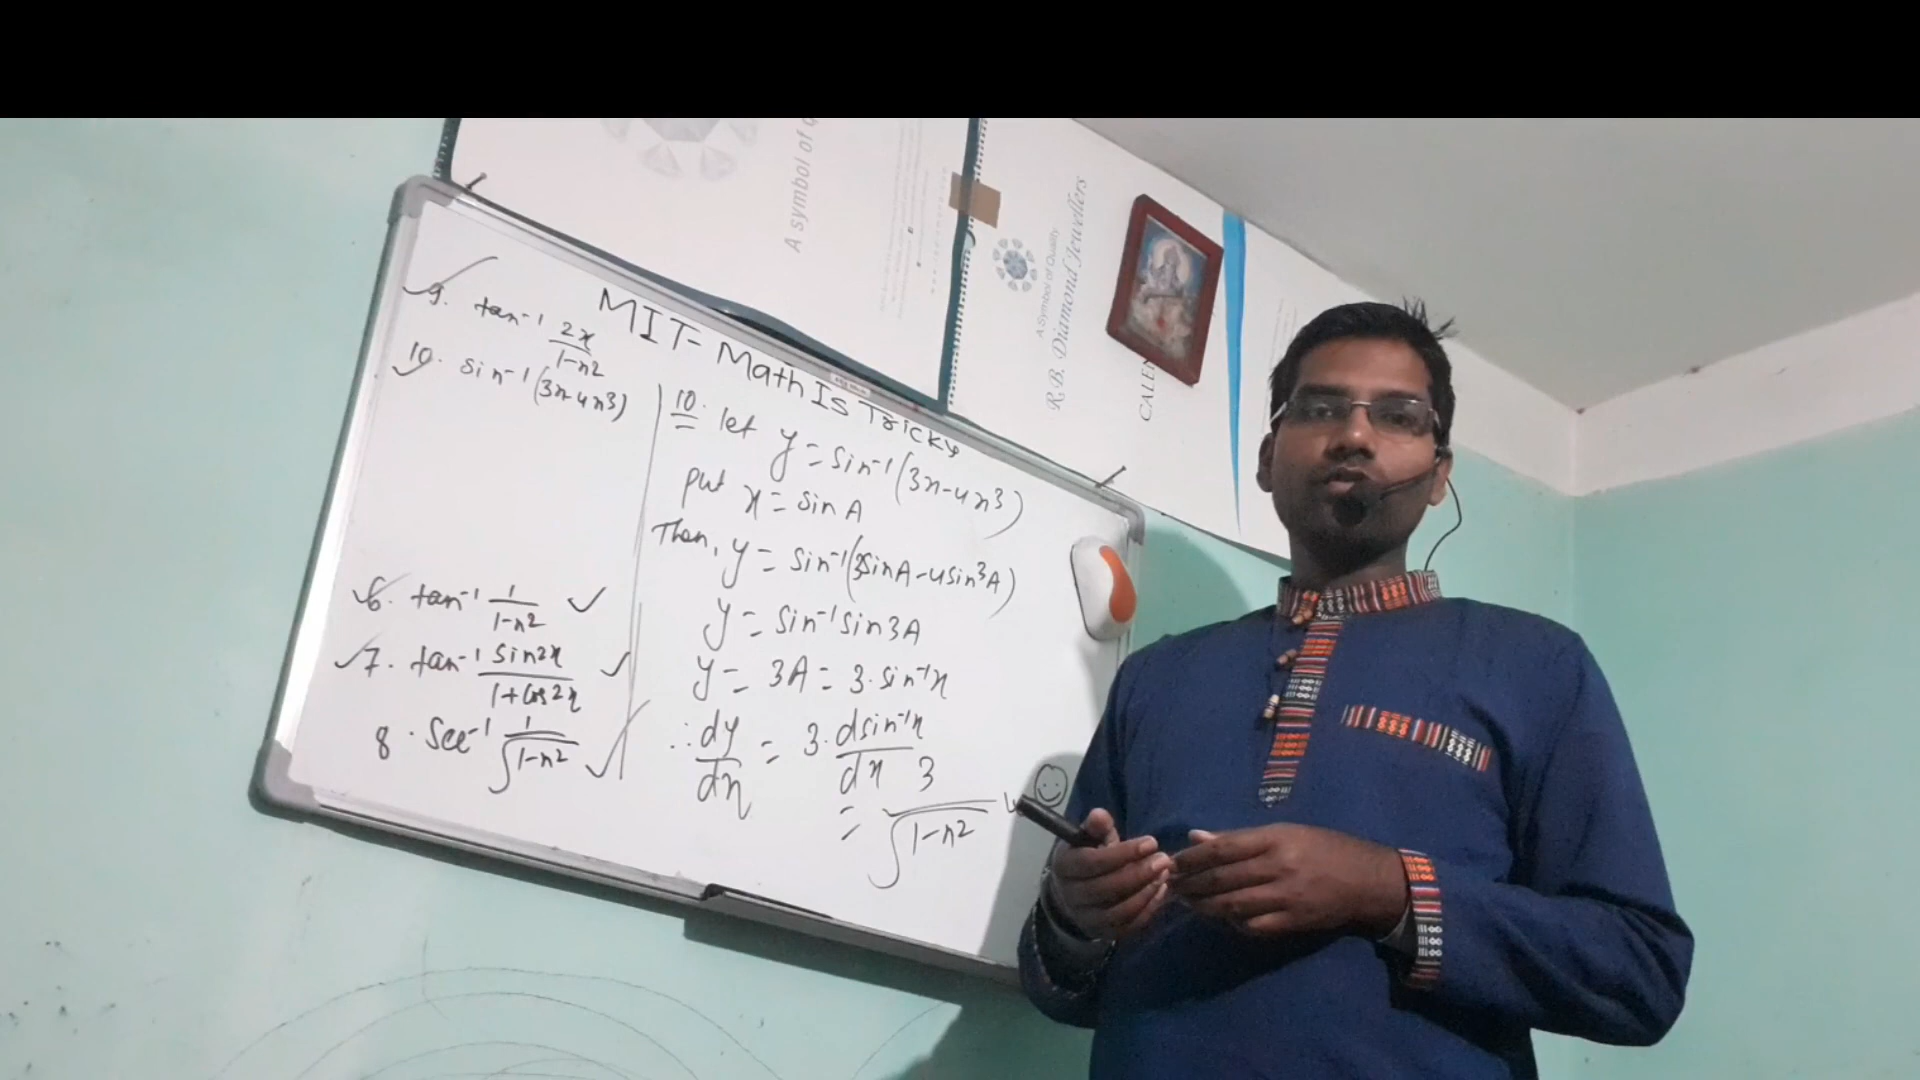 A symbol of
A Symbol of Quality
R.B. Diamond Jewellers
MIT- Math Is Tricky
9. tan⁻¹ 2x/1-x2
10. sin⁻¹(3x-4x3)
6. tan⁻¹ 1/1-x2
7. tan⁻¹ sin2x/1+cos2x
8. Sec⁻¹ 1/√1-x2
10. let y = sin⁻¹(3x-4x3)
put x = sin A
Then, y = sin⁻¹(3sinA-4sin³A)
y = sin⁻¹sin3A
y = 3A = 3.sin⁻¹x
∴ dy/dx = 3.dsin⁻¹x/dx
= 3/√1-x2